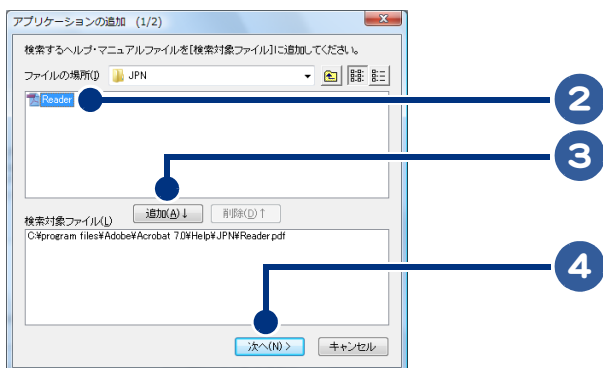 アプリケーションの追加 (1/2)
検索するヘルプ・マニュアルファイルを[検索対象ファイル]に追加してください。
ファイルの場所(I) JPN
Reader
2
3
追加(A)↓ 削除(D)↑
検索対象ファイル(L)
C:¥program files¥Adobe¥Acrobat 7.0¥Help¥JPN¥Reader.pdf
4
次へ(N) > キャンセル